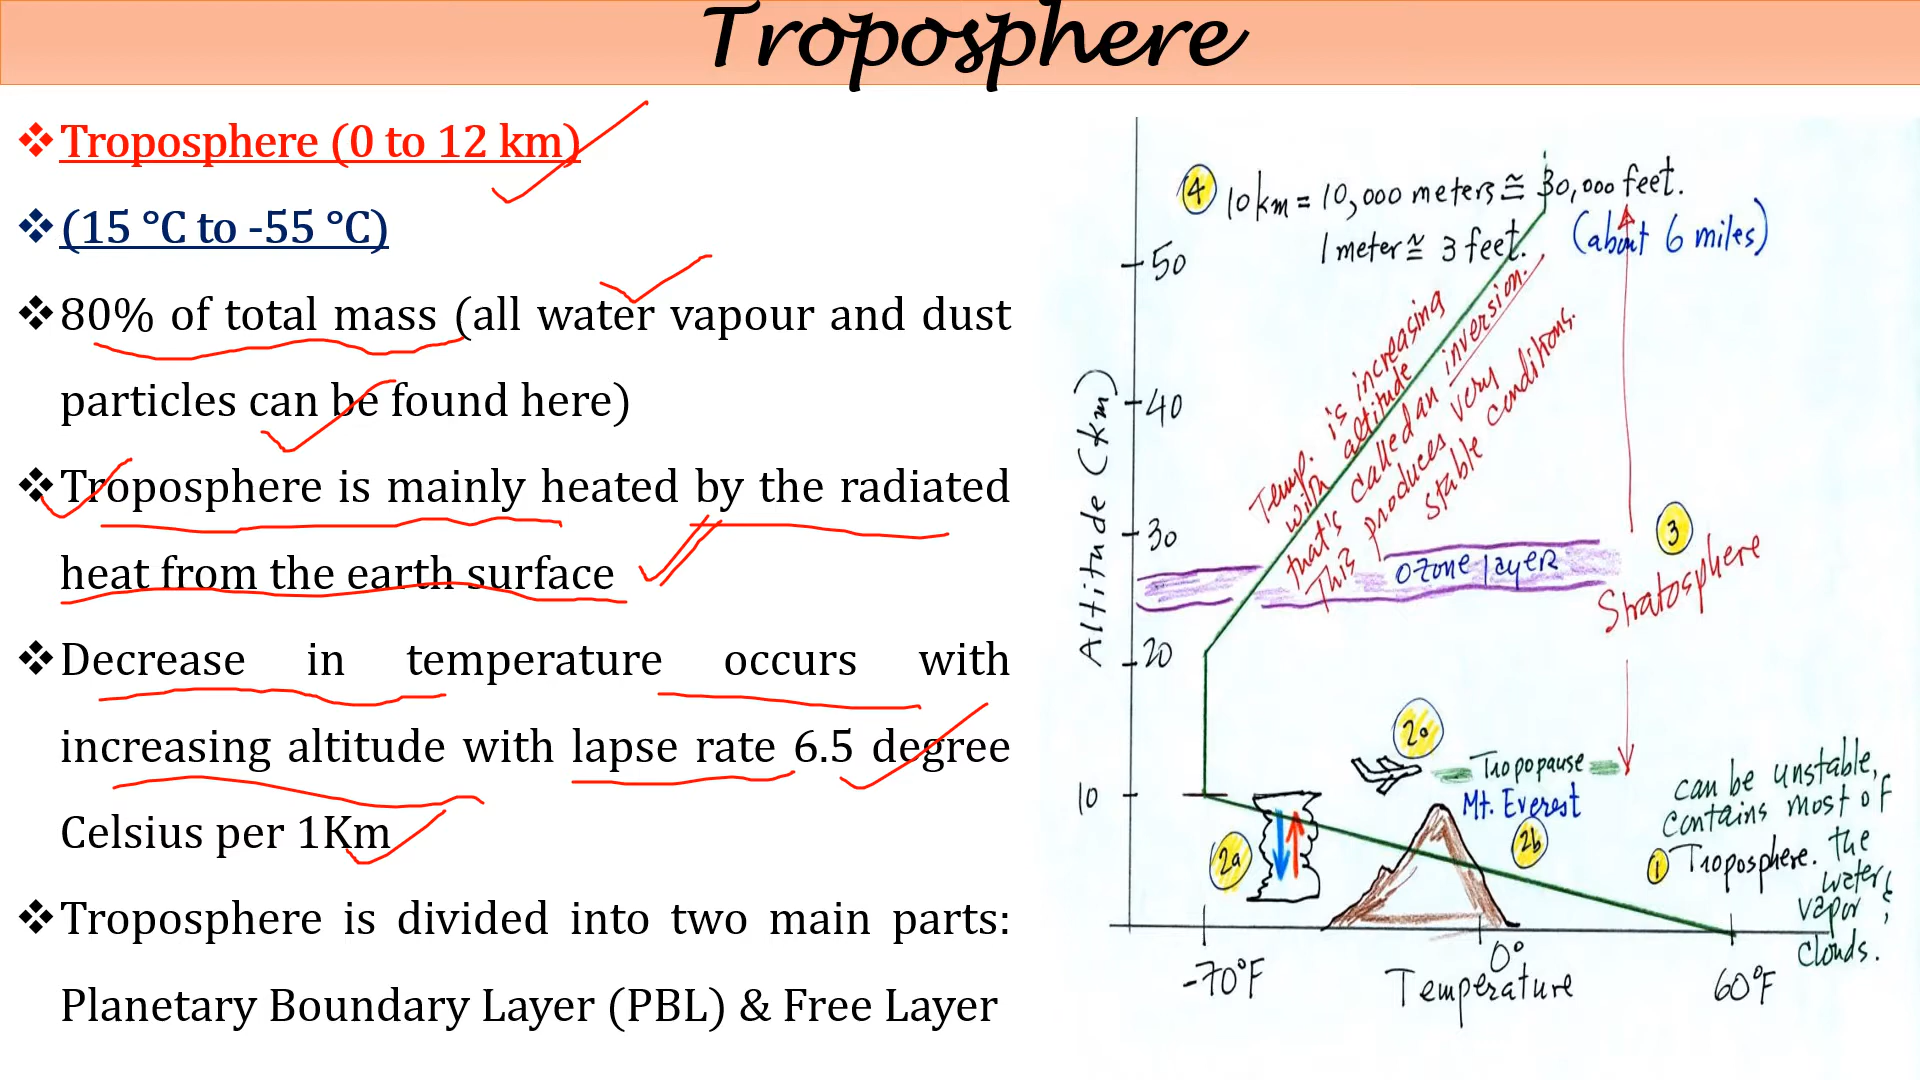 Troposphere
❖Troposphere (0 to 12 km)
❖(15 °C to -55 °C)
❖80% of total mass (all water vapour and dust
particles can be found here)
❖Troposphere is mainly heated by the radiated
heat from the earth surface
❖Decrease in temperature occurs with
increasing altitude with lapse rate 6.5 degree
Celsius per 1Km
❖Troposphere is divided into two main parts:
Planetary Boundary Layer (PBL) & Free Layer
4 10 km = 10,000 meters ≅ 30,000 feet.
(about 6 miles)
1 meter ≅ 3 feet.
50
40
30
20
10
Altitude (km)
Temp. is increasing
with altitude
that's called an inversion.
This produces very
stable conditions.
Ozone layer
3
Stratosphere
2a
Tropopause
Mt. Everest
2a
2b
can be unstable,
contains most of
1 Troposphere. the
water
vapor &
clouds.
-70°F
0°
60°F
Temperature